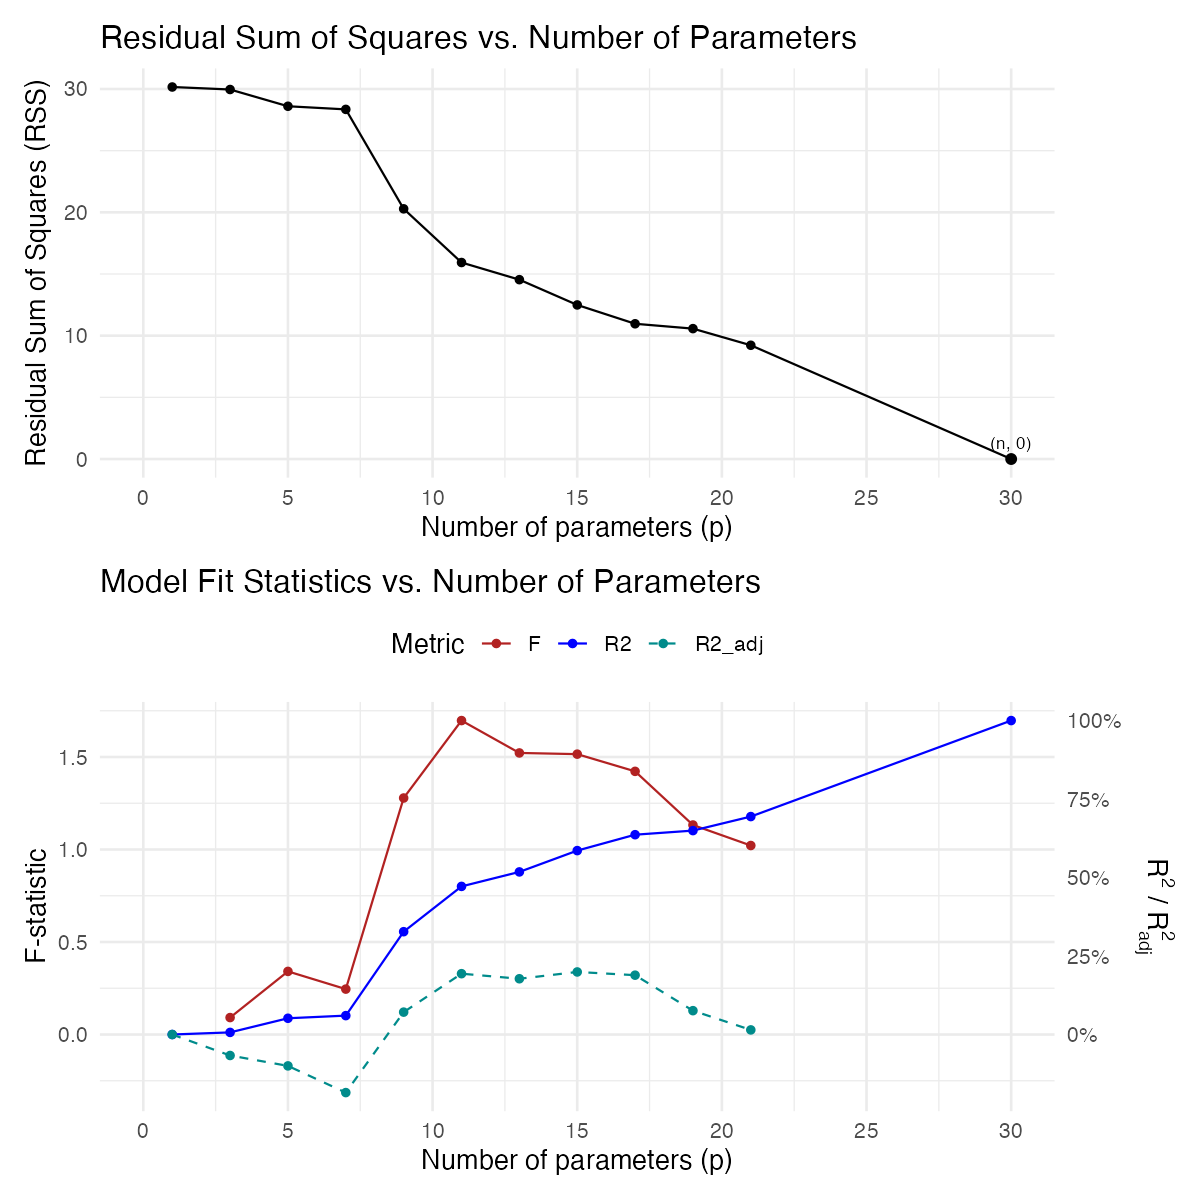 Residual Sum of Squares vs. Number of Parameters
Residual Sum of Squares (RSS)
30
20
10
0
(n, 0)
0 5 10 15 20 25 30
Number of parameters (p)
Model Fit Statistics vs. Number of Parameters
Metric F R2 R2_adj
F-statistic
1.5
1.0
0.5
0.0
100%
75%
50%
25%
0%
R² / R²adj
0 5 10 15 20 25 30
Number of parameters (p)